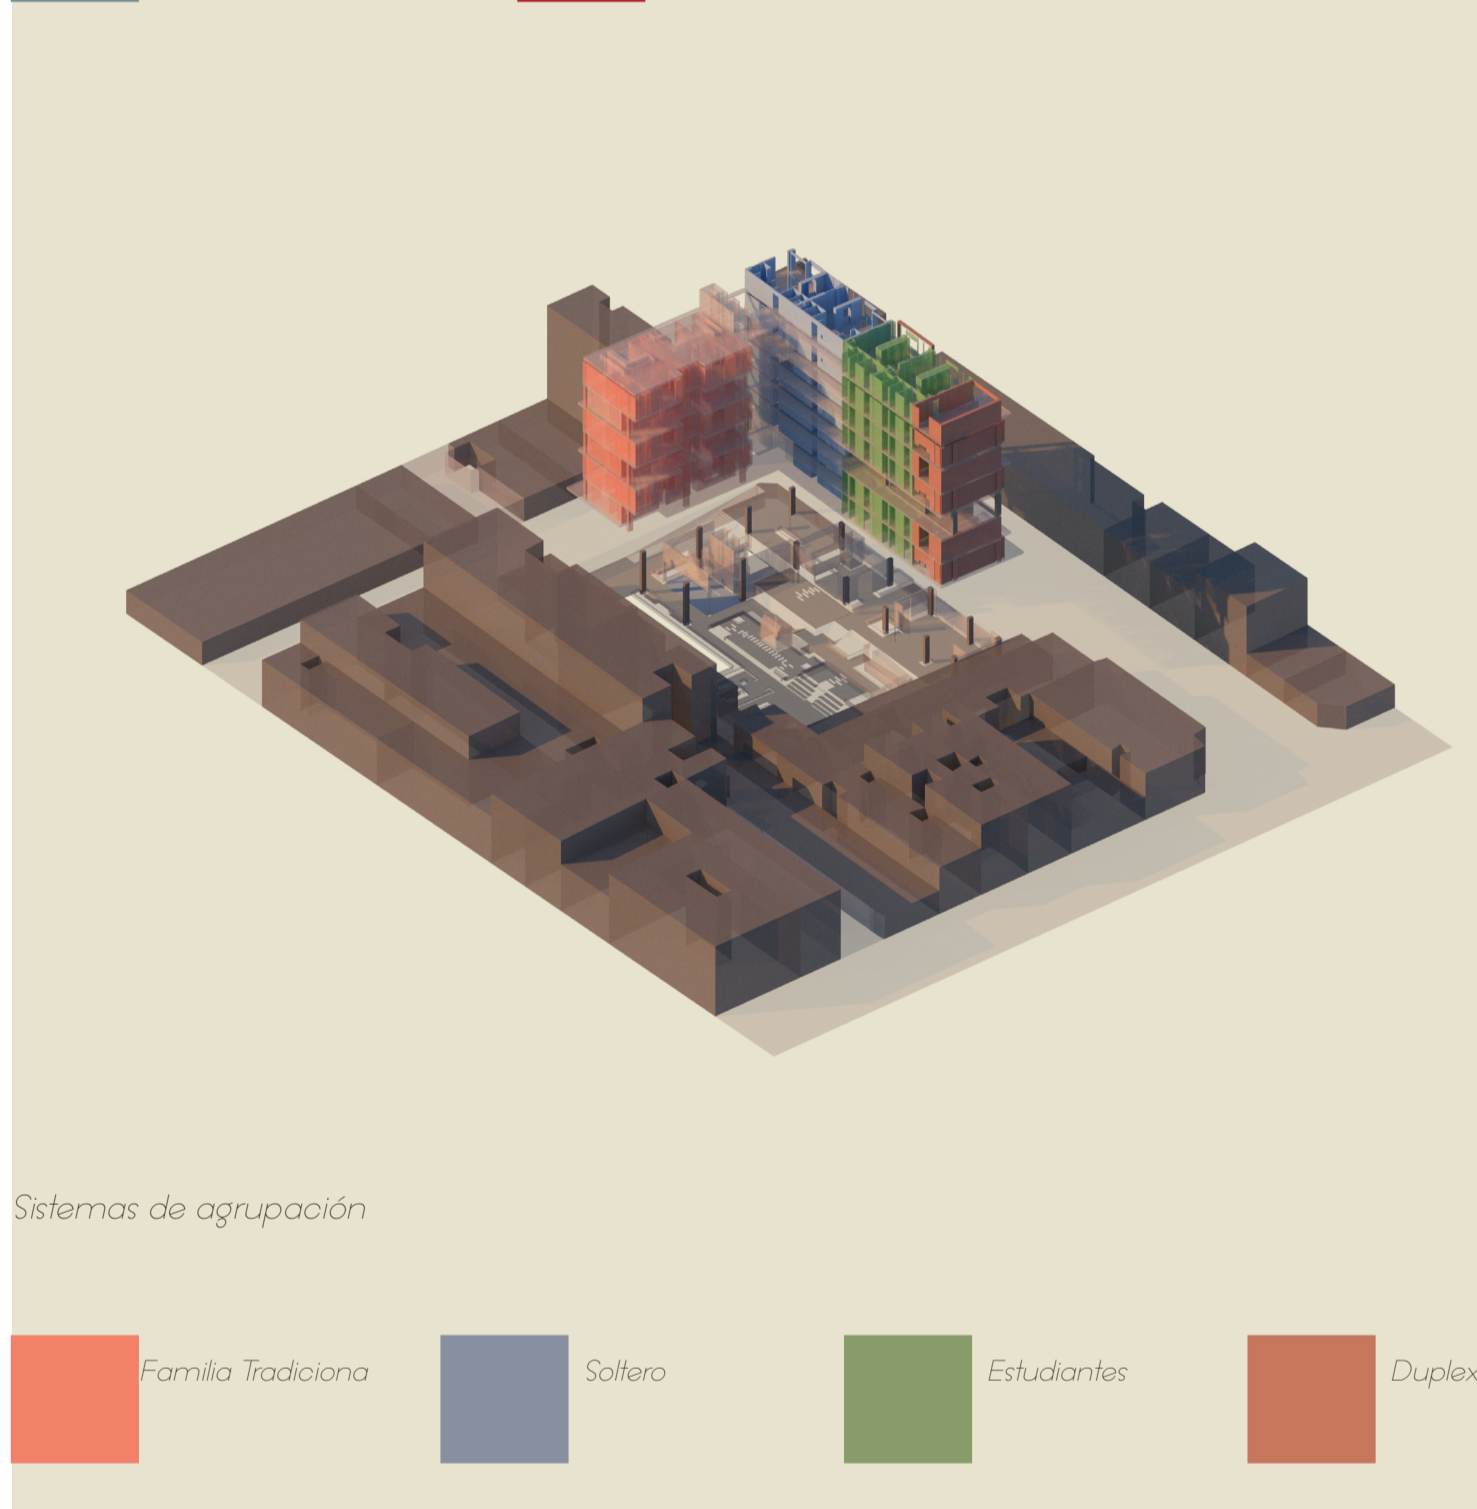 Sistemas de agrupación
Familia Tradiciona
Soltero
Estudiantes
Duplex